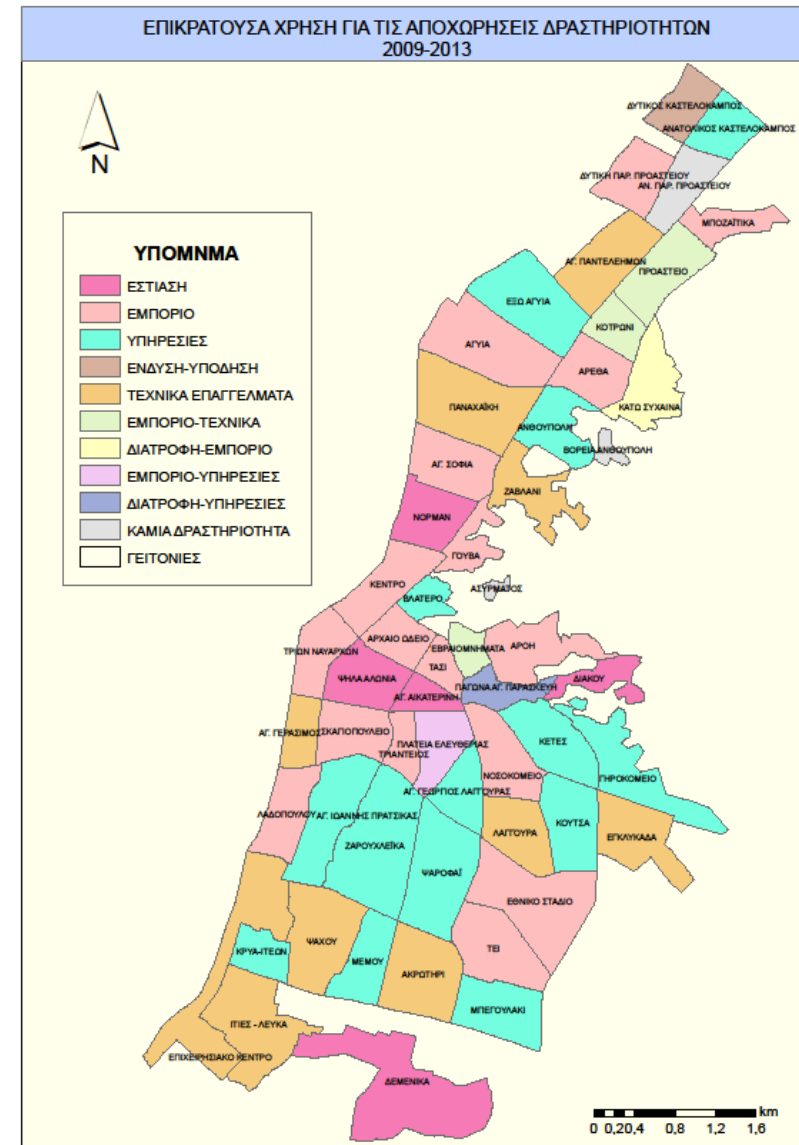 ΕΠΙΚΡΑΤΟΥΣΑ ΧΡΗΣΗ ΓΙΑ ΤΙΣ ΑΠΟΧΩΡΗΣΕΙΣ ΔΡΑΣΤΗΡΙΟΤΗΤΩΝ
2009-2013
N
ΥΠΟΜΝΜΑ
ΕΣΤΙΑΣΗ
ΕΜΠΟΡΙΟ
ΥΠΗΡΕΣΙΕΣ
ΕΝΔΥΣΗ-ΥΠΟΔΗΣΗ
ΤΕΧΝΙΚΑ ΕΠΑΓΓΕΛΜΑΤΑ
ΕΜΠΟΡΙΟ-ΤΕΧΝΙΚΑ
ΔΙΑΤΡΟΦΗ-ΕΜΠΟΡΙΟ
ΕΜΠΟΡΙΟ-ΥΠΗΡΕΣΙΕΣ
ΔΙΑΤΡΟΦΗ-ΥΠΗΡΕΣΙΕΣ
ΚΑΜΙΑ ΔΡΑΣΤΗΡΙΟΤΗΤΑ
ΓΕΙΤΟΝΙΕΣ
ΔΥΤΙΚΟΣ ΚΑΣΤΕΛΟΚΑΜΠΟΣ
ΑΝΑΤΟΛΙΚΟΣ ΚΑΣΤΕΛΟΚΑΜΠΟΣ
ΔΥΤΙΚΗ ΠΑΡ. ΠΡΟΑΣΤΕΙΟΥ
ΑΝ. ΠΑΡ. ΠΡΟΑΣΤΕΙΟΥ
ΜΠΟΖΑΪΤΙΚΑ
ΑΓ. ΠΑΝΤΕΛΕΗΜΩΝ
ΠΡΟΑΣΤΕΙΟ
ΕΞΩ ΑΓΥΙΑ
ΚΟΤΡΩΝΙ
ΑΓΥΙΑ
ΑΡΕΘΑ
ΠΑΝΑΧΑΪΚΗ
ΚΑΤΩ ΣΥΧΑΙΝΑ
ΑΝΘΟΥΠΟΛΗ
ΒΟΡΕΙΑ ΑΝΘΟΥΠΟΛΗ
ΑΓ. ΣΟΦΙΑ
ΖΑΒΛΑΝΙ
ΝΟΡΜΑΝ
ΓΟΥΒΑ
ΚΕΝΤΡΟ
ΑΣΥΡΜΑΤΟΣ
ΒΛΑΤΕΡΟ
ΑΡΧΑΙΟ ΩΔΕΙΟ
ΕΒΡΑΙΟΜΝΗΜΑΤΑ
ΑΡΟΗ
ΤΡΙΩΝ ΝΑΥΑΡΧΩΝ
ΤΑΣΙ
ΨΗΛΑ ΑΛΩΝΙΑ
ΔΙΑΚΟΥ
ΠΑΓΩΝΑ ΑΓ. ΠΑΡΑΣΚΕΥΗ
ΑΓ. ΑΙΚΑΤΕΡΙΝΗ
ΑΓ. ΓΕΡΑΣΙΜΟΣ
ΣΚΑΓΙΟΠΟΥΛΕΙΟ
ΠΛΑΤΕΙΑ ΕΛΕΥΘΕΡΙΑΣ
ΚΕΤΕΣ
ΤΡΙΑΝΤΕΙΟΣ
ΝΟΣΟΚΟΜΕΙΟ
ΓΗΡΟΚΟΜΕΙΟ
ΑΓ. ΓΕΩΡΓΙΟΣ ΛΑΓΓΟΥΡΑΣ
ΛΑΔΟΠΟΥΛΟΥ
ΑΓ. ΙΩΑΝΝΗΣ ΠΡΑΤΣΙΚΑΣ
ΚΟΥΤΣΑ
ΛΑΓΓΟΥΡΑ
ΕΓΛΥΚΑΔΑ
ΖΑΡΟΥΧΛΕΪΚΑ
ΨΑΡΟΦΑΪ
ΕΘΝΙΚΟ ΣΤΑΔΙΟ
ΨΑΧΟΥ
ΚΡΥΑ-ΙΤΕΩΝ
ΤΕΙ
ΜΕΜΟΥ
ΑΚΡΩΤΗΡΙ
ΜΠΕΓΟΥΛΑΚΙ
ΙΤΙΕΣ - ΛΕΥΚΑ
ΕΠΙΧΕΙΡΗΣΙΑΚΟ ΚΕΝΤΡΟ
ΔΕΜΕΝΙΚΑ
km
0 0,20,4 0,8 1,2 1,6